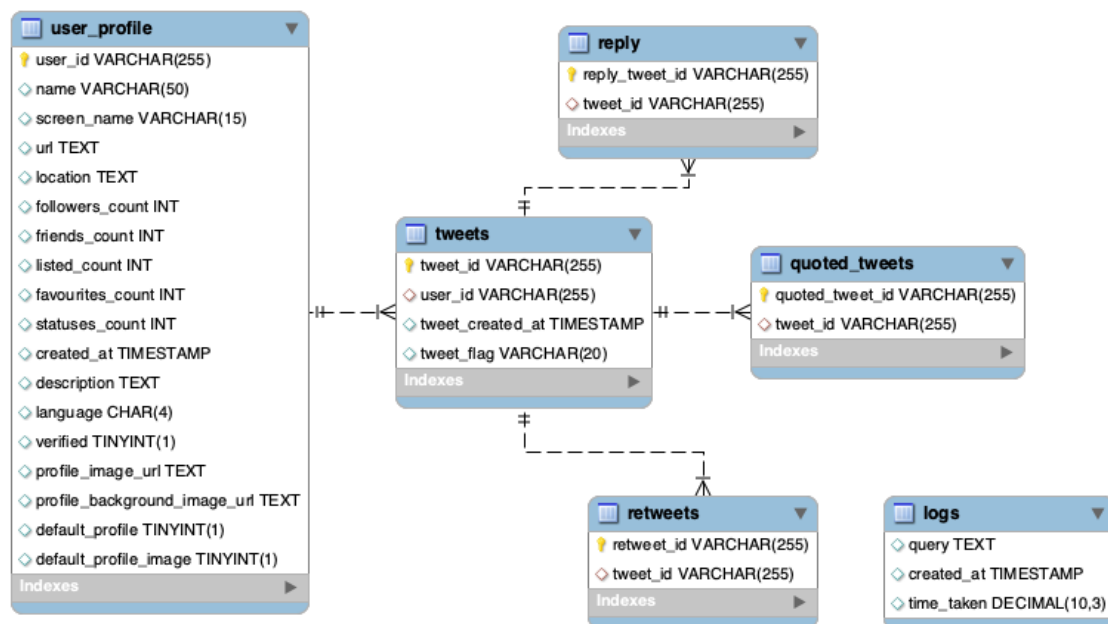 user_profile
user_id VARCHAR(255)
name VARCHAR(50)
screen_name VARCHAR(15)
url TEXT
location TEXT
followers_count INT
friends_count INT
listed_count INT
favourites_count INT
statuses_count INT
created_at TIMESTAMP
description TEXT
language CHAR(4)
verified TINYINT(1)
profile_image_url TEXT
profile_background_image_url TEXT
default_profile TINYINT(1)
default_profile_image TINYINT(1)
Indexes
reply
reply_tweet_id VARCHAR(255)
tweet_id VARCHAR(255)
Indexes
tweets
tweet_id VARCHAR(255)
user_id VARCHAR(255)
tweet_created_at TIMESTAMP
tweet_flag VARCHAR(20)
Indexes
quoted_tweets
quoted_tweet_id VARCHAR(255)
tweet_id VARCHAR(255)
Indexes
retweets
retweet_id VARCHAR(255)
tweet_id VARCHAR(255)
Indexes
logs
query TEXT
created_at TIMESTAMP
time_taken DECIMAL(10,3)